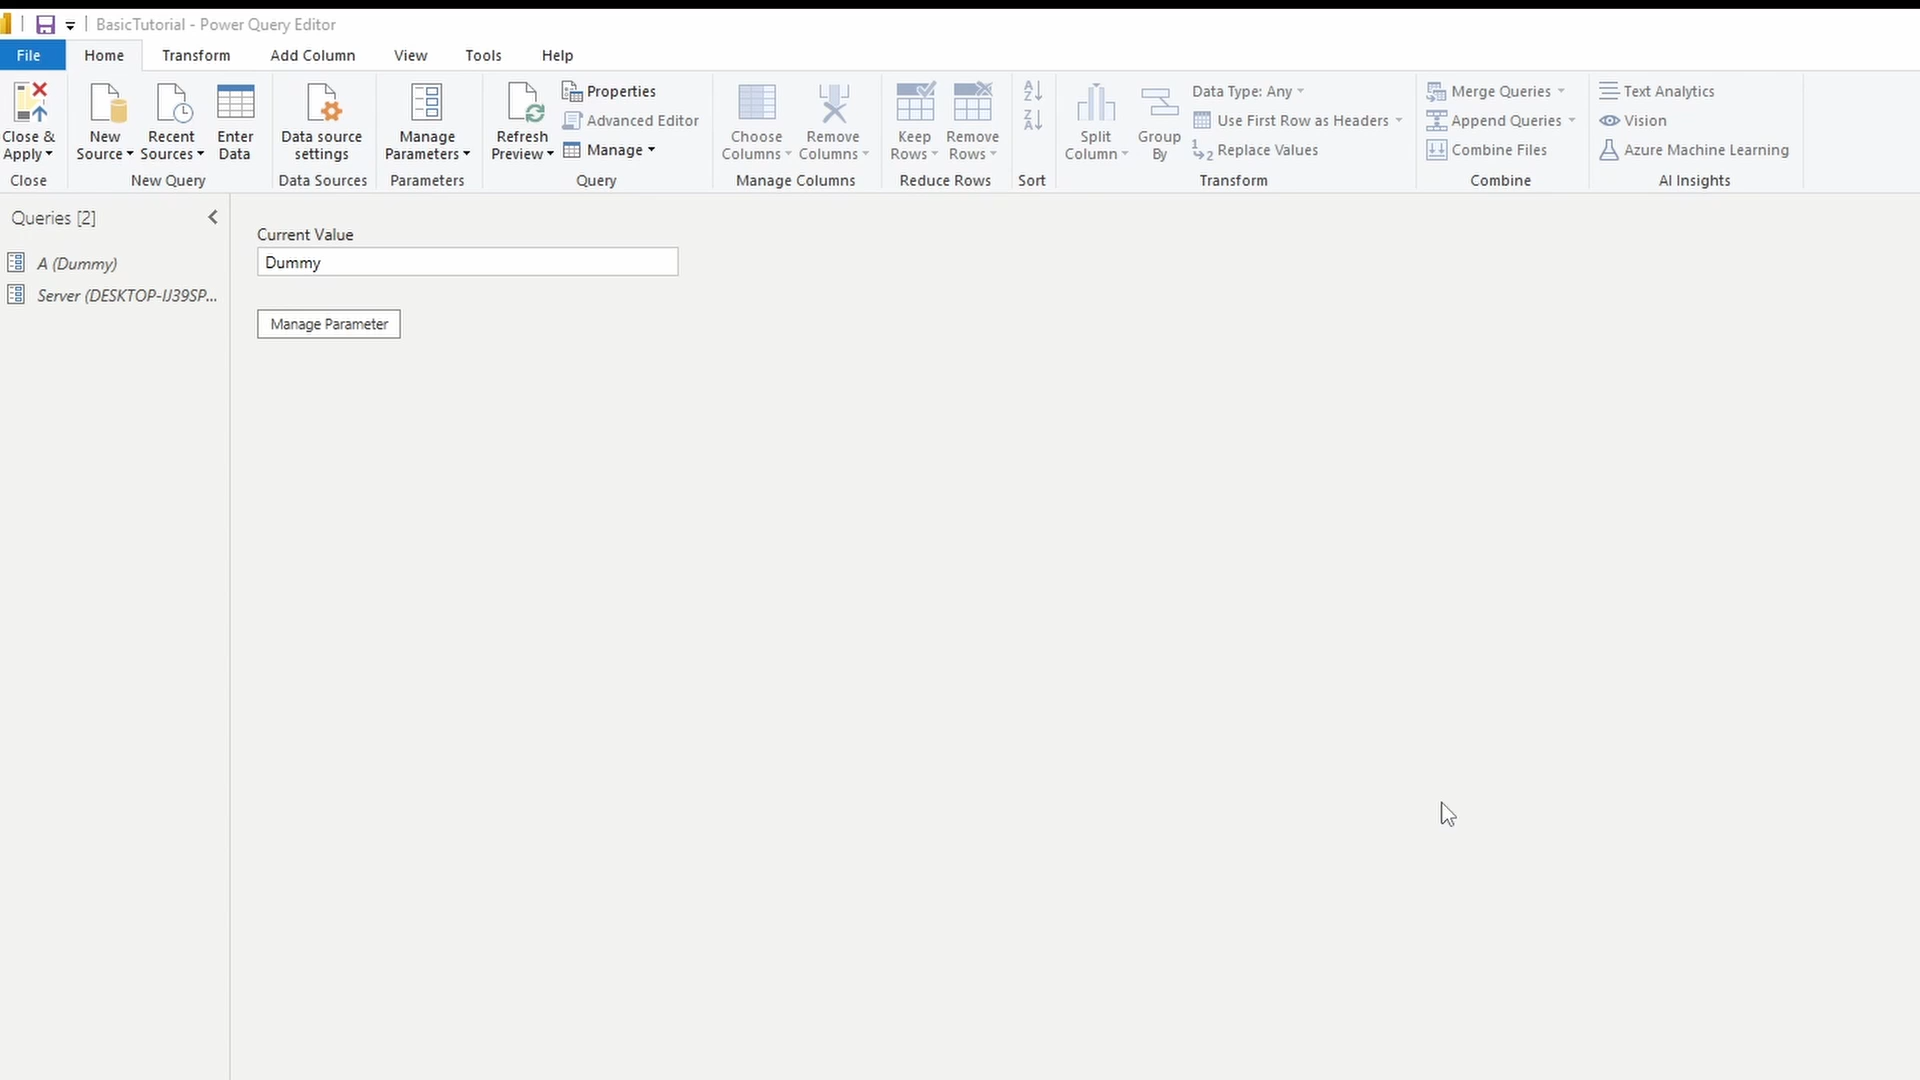 BasicTutorial - Power Query Editor
File Home Transform Add Column View Tools Help
Close & Apply
New Source
Recent Sources
Enter Data
Data source settings
Manage Parameters
Refresh Preview
Properties
Advanced Editor
Manage
Choose Columns
Remove Columns
Keep Rows
Remove Rows
Split Column
Group By
Data Type: Any
Use First Row as Headers
Replace Values
Merge Queries
Append Queries
Combine Files
Text Analytics
Vision
Azure Machine Learning
Close New Query Data Sources Parameters Query Manage Columns Reduce Rows Sort Transform Combine AI Insights
Queries [2]
A (Dummy)
Server (DESKTOP-IJ39SP...
Current Value
Dummy
Manage Parameter